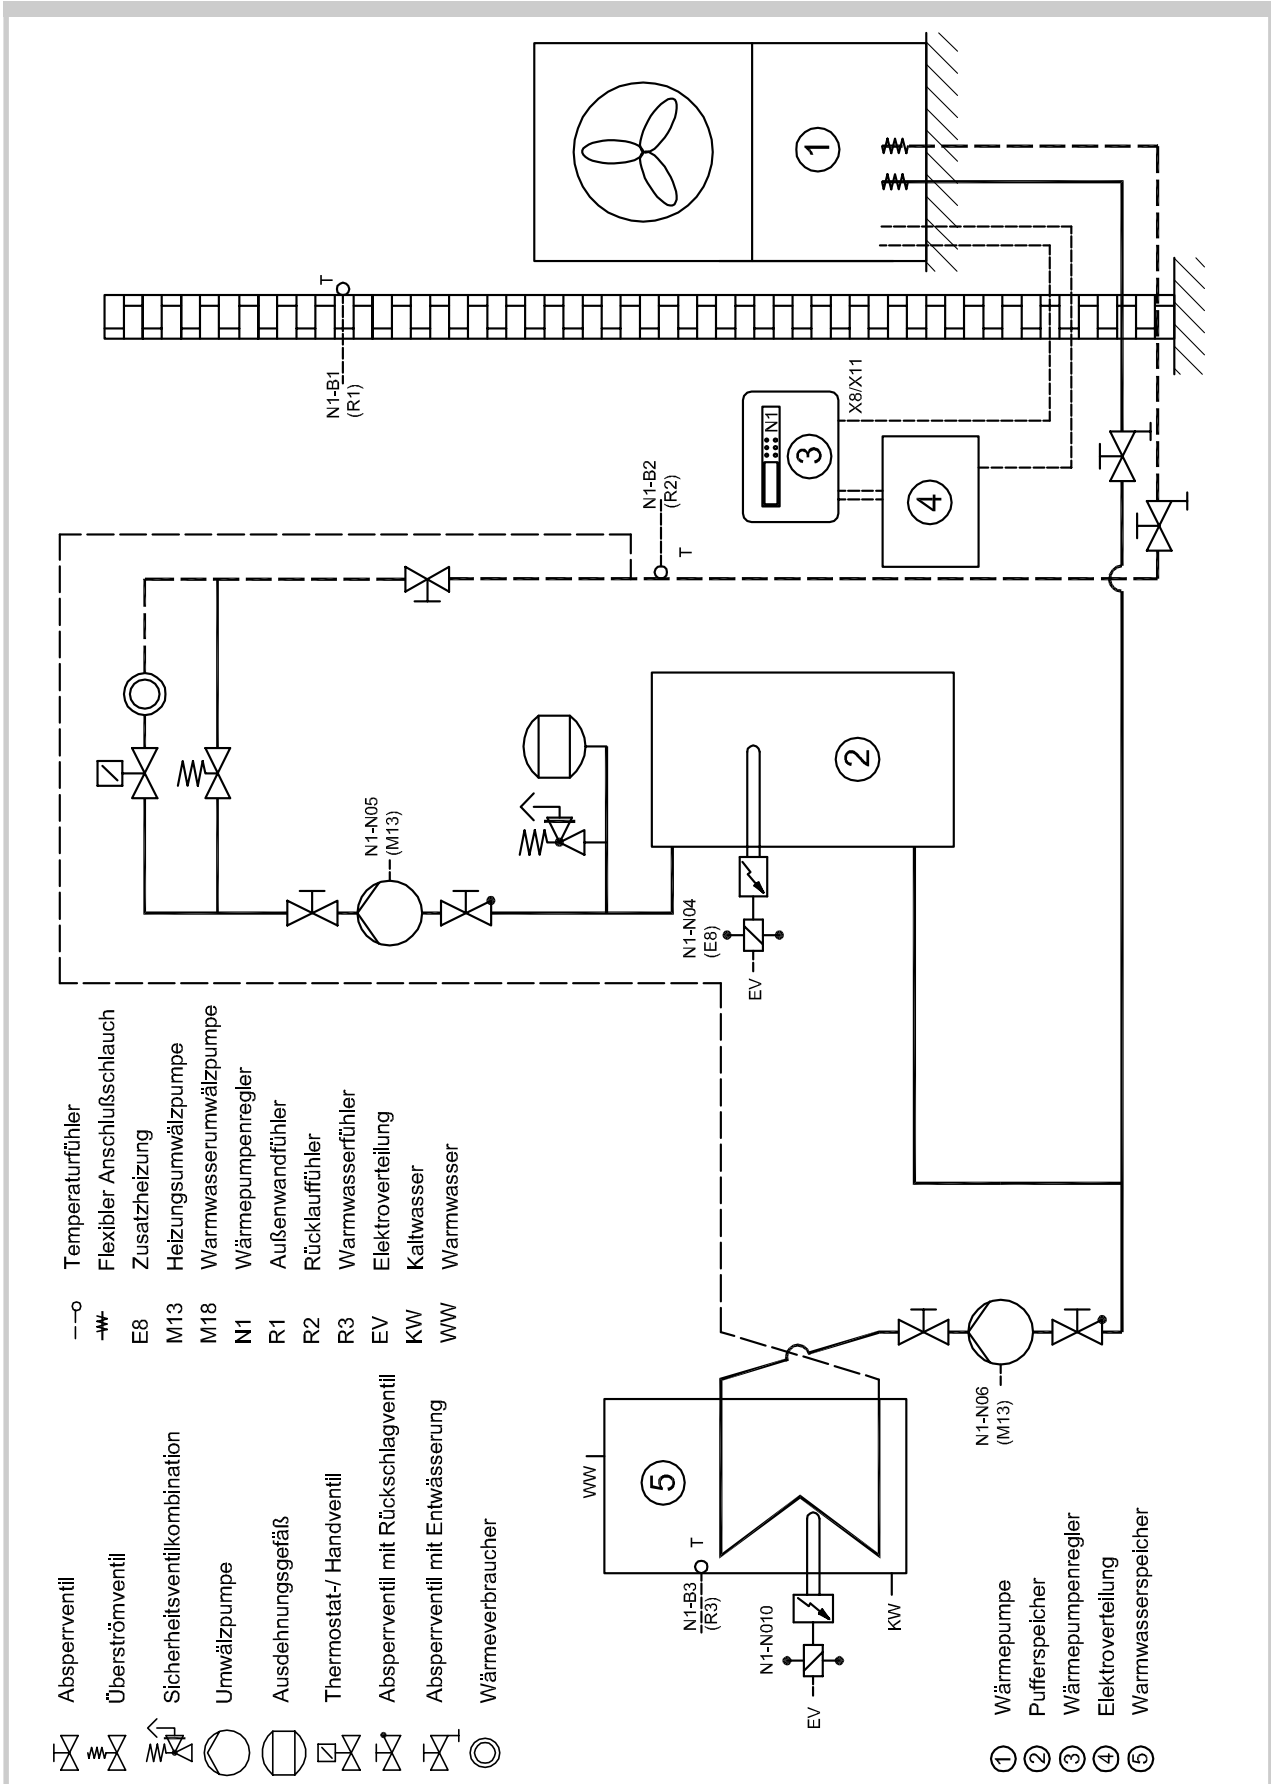 Absperrventil
Überströmventil
Sicherheitsventilkombination
Umwälzpumpe
Ausdehnungsgefäß
Thermostat-/ Handventil
Absperrventil mit Rückschlagventil
Absperrventil mit Entwässerung
Wärmeverbraucher
Temperaturfühler
Flexibler Anschlußschlauch
E8 Zusatzheizung
M13 Heizungsumwälzpumpe
M18 Warmwasserumwälzpumpe
N1 Wärmepumpenregler
R1 Außenwandfühler
R2 Rücklauffühler
R3 Warmwasserfühler
EV Elektroverteilung
KW Kaltwasser
WW Warmwasser
N1-N05
(M13)
N1-B1
(R1)
T
N1-B2
(R2)
T
N1-N04
(E8)
EV
2
N1
3
X8/X11
4
1
WW
5
N1-B3
(R3)
T
N1-N010
EV
KW
N1-N06
(M13)
1 Wärmepumpe
2 Pufferspeicher
3 Wärmepumpenregler
4 Elektroverteilung
5 Warmwasserspeicher